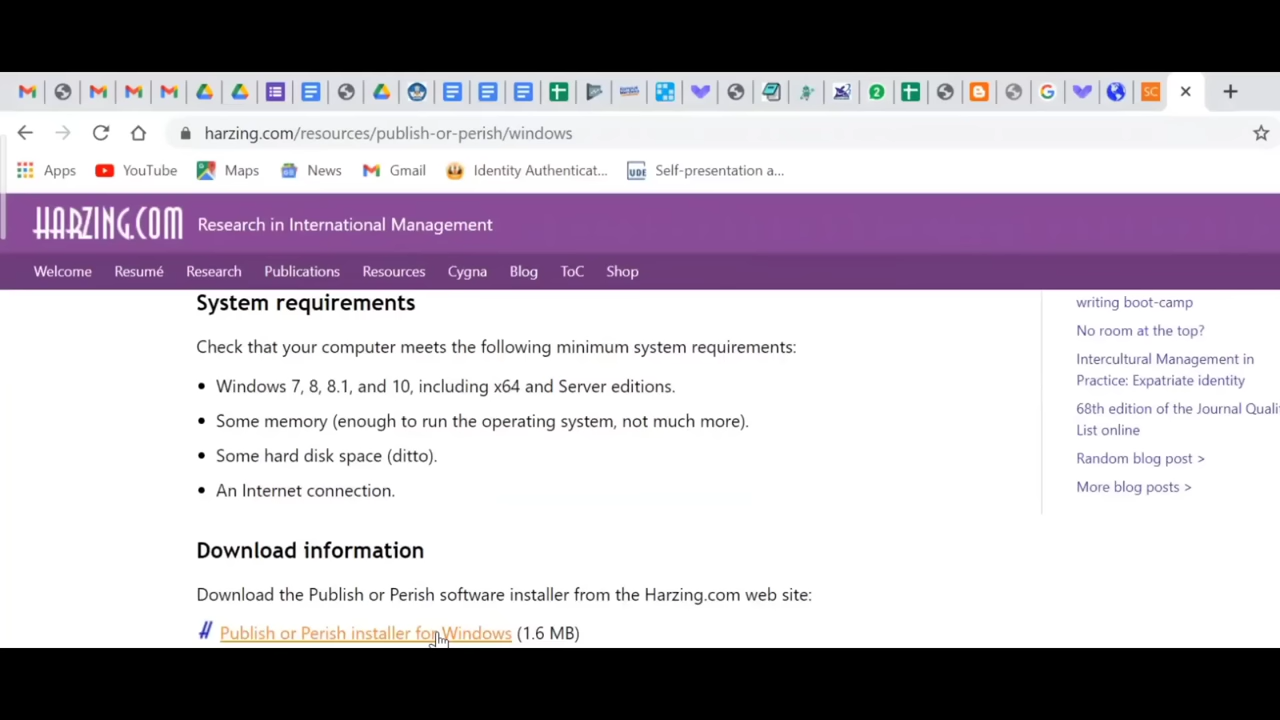 harzing.com/resources/publish-or-perish/windows
Apps YouTube Maps News Gmail Identity Authenticat... UDE Self-presentation a...
HARZING.COM Research in International Management
Welcome Resumé Research Publications Resources Cygna Blog ToC Shop
System requirements
Check that your computer meets the following minimum system requirements:
• Windows 7, 8, 8.1, and 10, including x64 and Server editions.
• Some memory (enough to run the operating system, not much more).
• Some hard disk space (ditto).
• An Internet connection.
Download information
Download the Publish or Perish software installer from the Harzing.com web site:
Publish or Perish installer for Windows (1.6 MB)
writing boot-camp
No room at the top?
Intercultural Management in
Practice: Expatriate identity
68th edition of the Journal Quali
List online
Random blog post >
More blog posts >